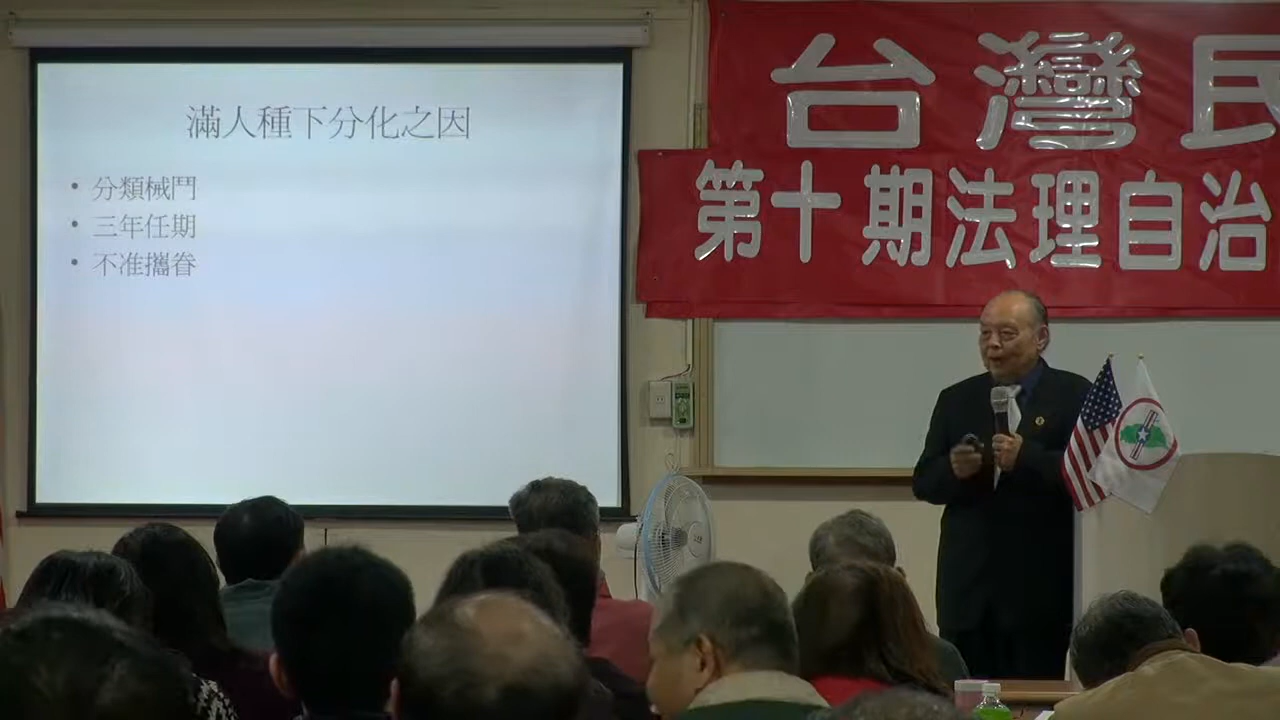 滿人種下分化之因
• 分類械鬥
• 三年任期
• 不准攜眷
台灣民
第十期法理自治